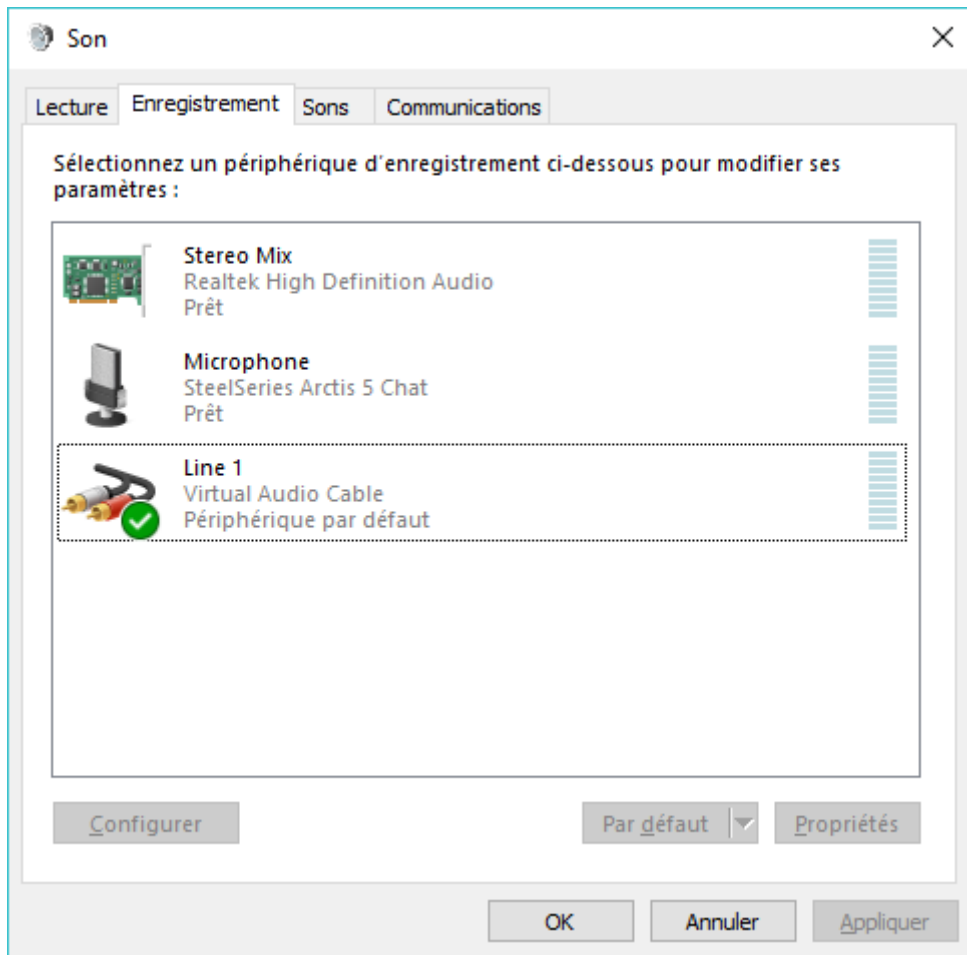 Son
Lecture Enregistrement Sons Communications
Sélectionnez un périphérique d'enregistrement ci-dessous pour modifier ses
paramètres :
Stereo Mix
Realtek High Definition Audio
Prêt
Microphone
SteelSeries Arctis 5 Chat
Prêt
Line 1
Virtual Audio Cable
Périphérique par défaut
Configurer Par défaut Propriétés
OK Annuler Appliquer